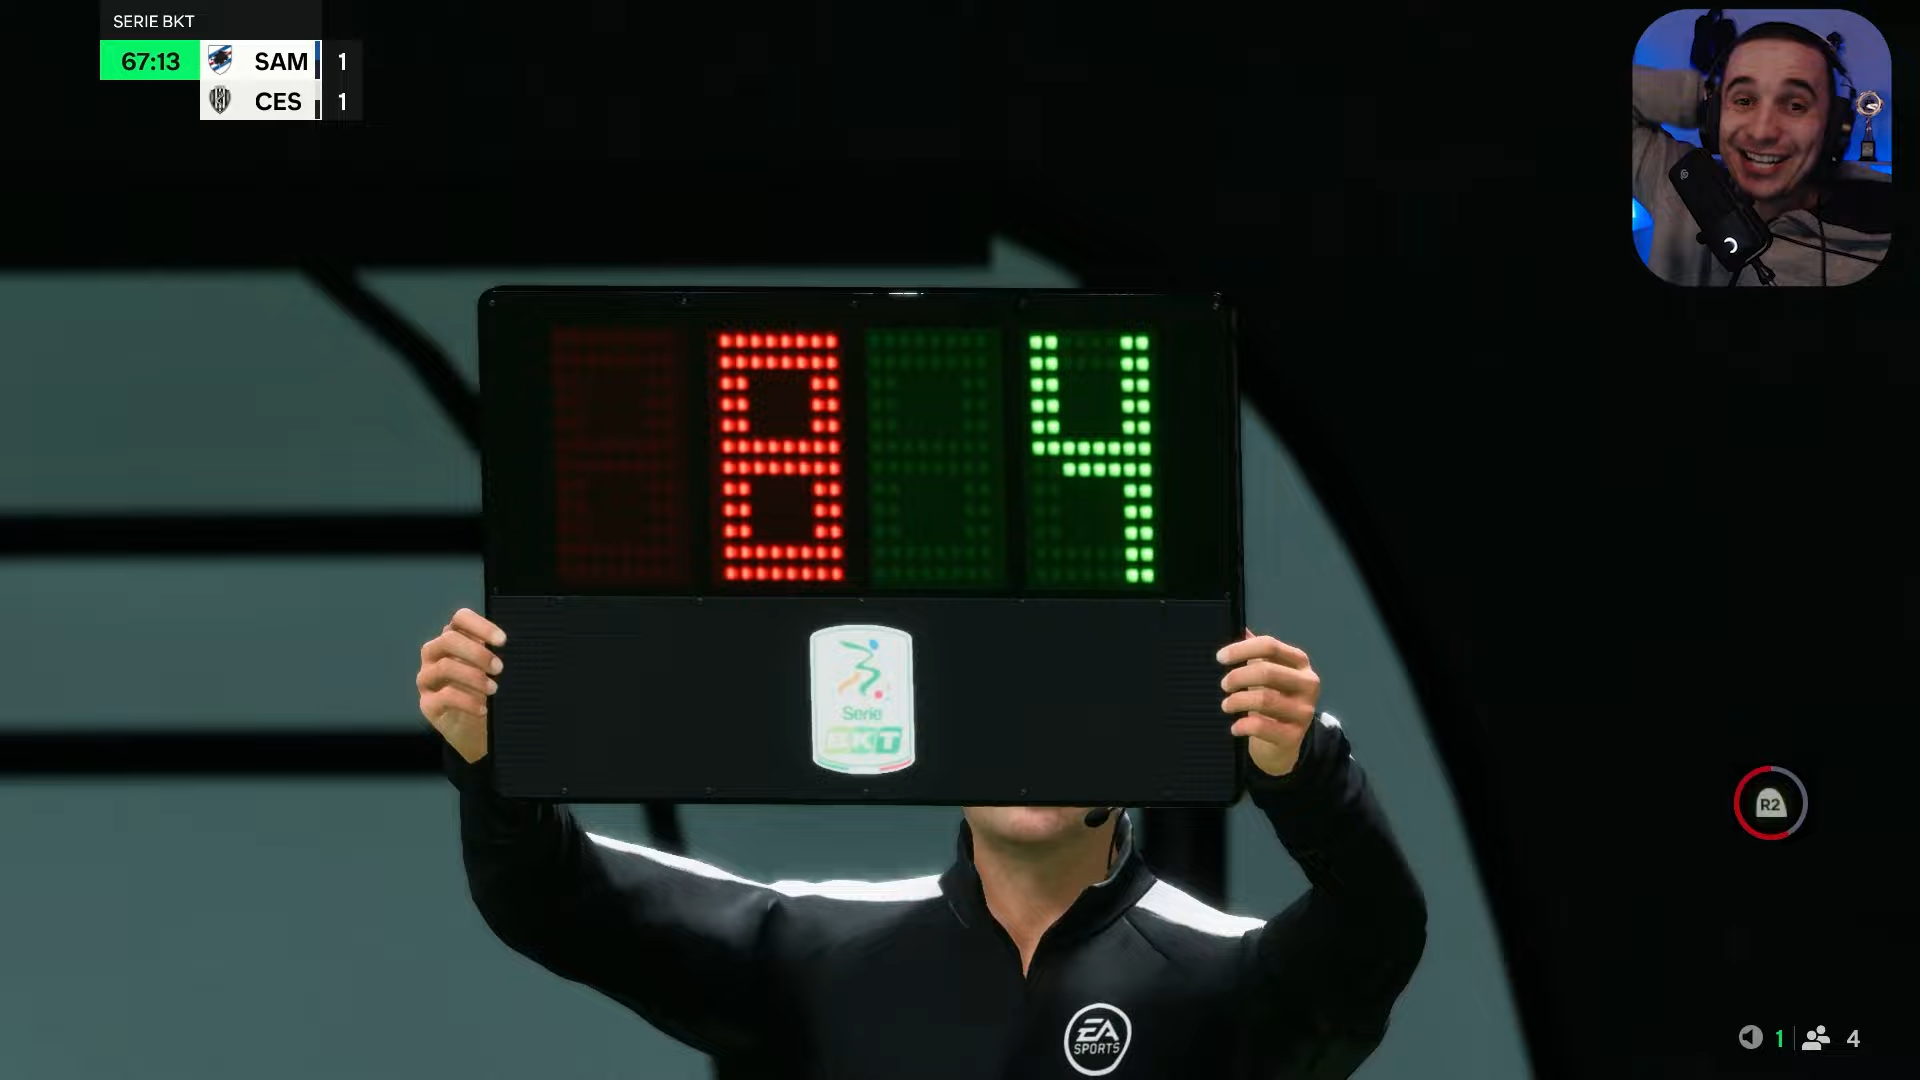 SERIE BKT
67:13 SAM 1
CES 1
8 4
Serie
BKT
R2
EA
SPORTS
1 4